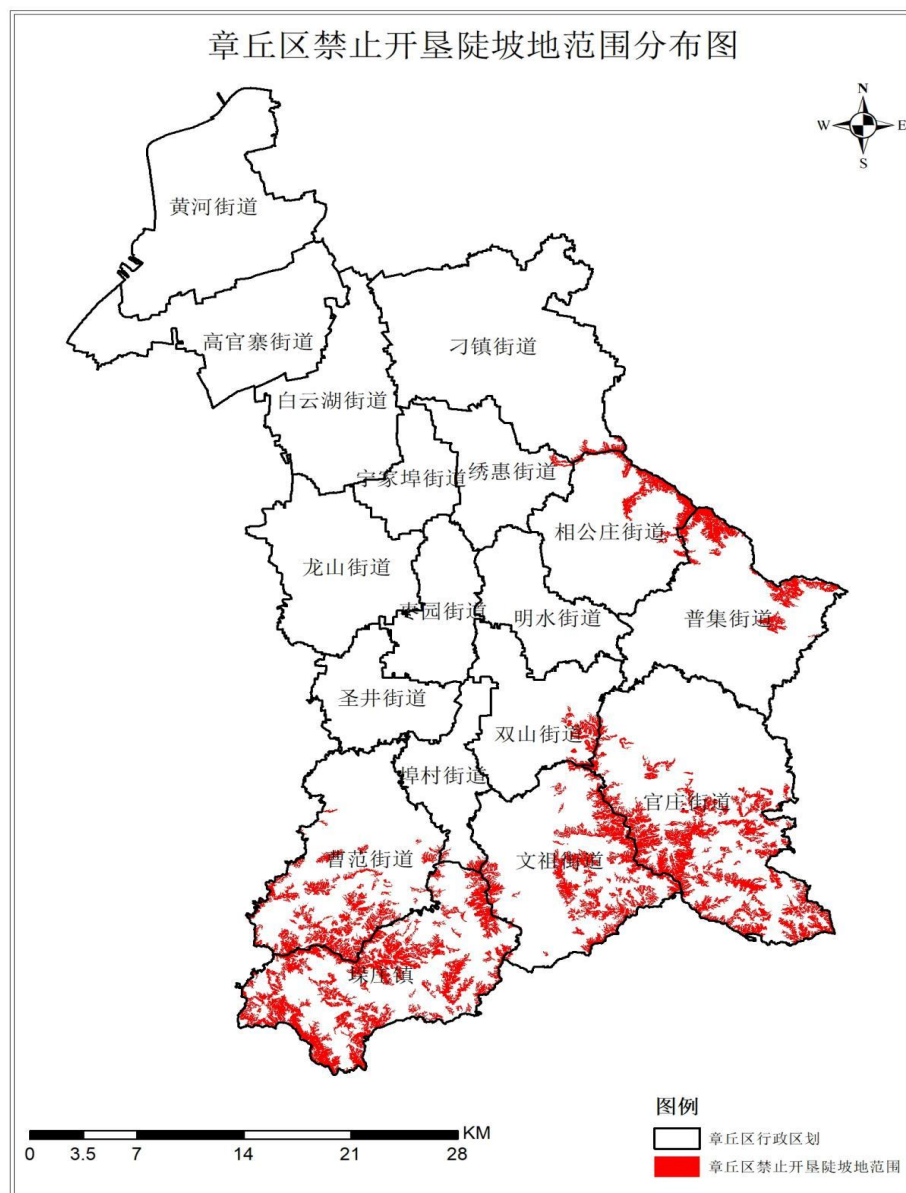 章丘区禁止开垦陡坡地范围分布图
N
W
E
S
黄河街道
高官寨街道
刁镇街道
白云湖街道
宁家埠街道
绣惠街道
相公庄街道
龙山街道
枣园街道
明水街道
普集街道
圣井街道
双山街道
埠村街道
官庄街道
曹范街道
文祖街道
垛庄镇
图例
章丘区行政区划
章丘区禁止开垦陡坡地范围
KM
0 3.5 7 14 21 28